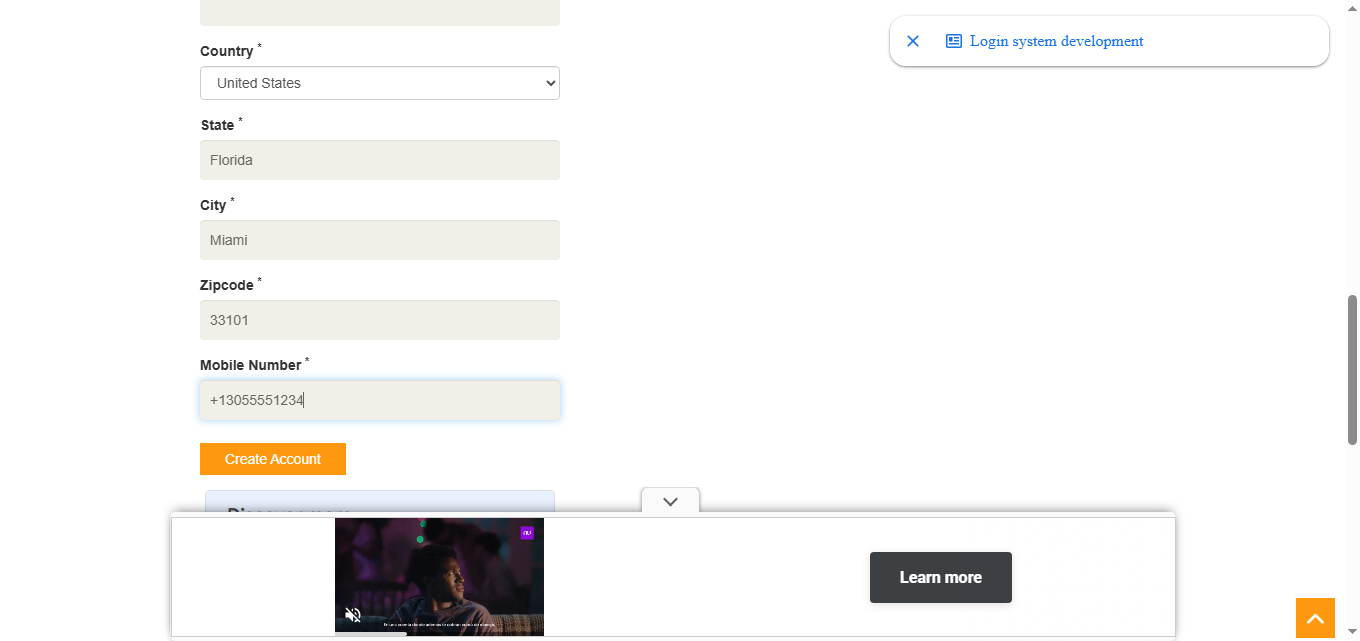 Country *
United States
State *
Florida
City *
Miami
Zipcode *
33101
Mobile Number *
+13055551234
Create Account
Login system development
nu
Learn more